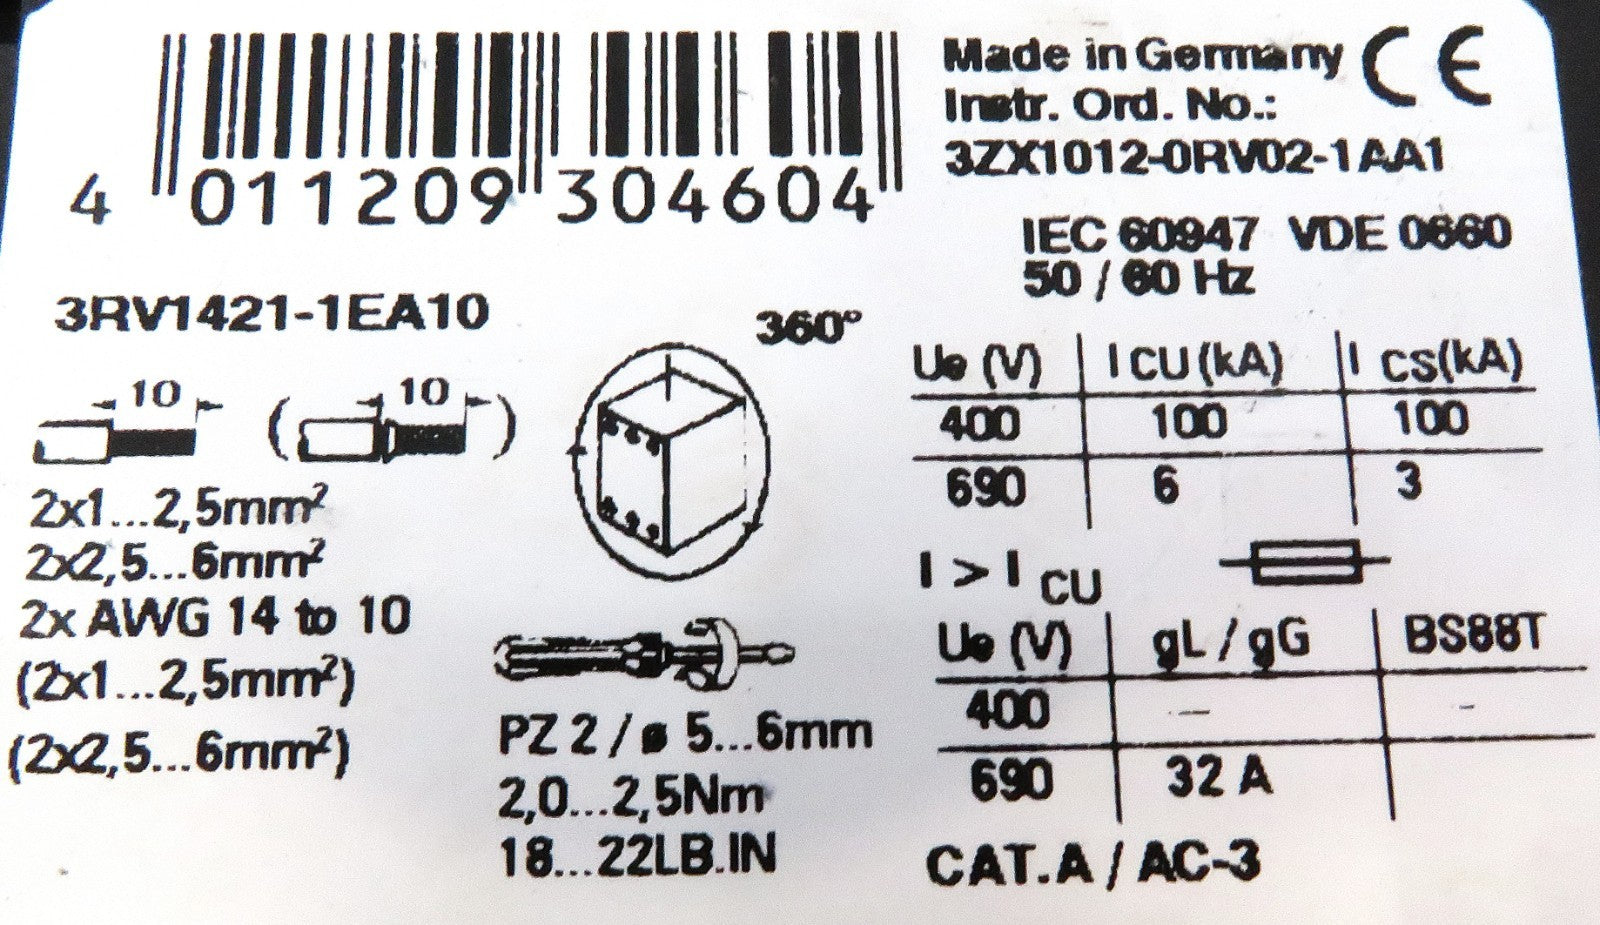 4 011209 304604
Made in Germany CE
Instr. Ord. No.:
3ZX1012-0RV02-1AA1
IEC 60947 VDE 0660
50 / 60 Hz
3RV1421-1EA10
10 ( 10 )
2x1...2,5mm²
2x2,5...6mm²
2x AWG 14 to 10
(2x1...2,5mm²)
(2x2,5...6mm²)
360°
PZ 2 / ø 5...6mm
2,0...2,5Nm
18...22LB.IN
Ue (V) I CU (kA) I CS(kA)
400 100 100
690 6 3
I > I CU
Ue (V) gL / gG BS88T
400 – -
690 32 A
CAT.A / AC-3